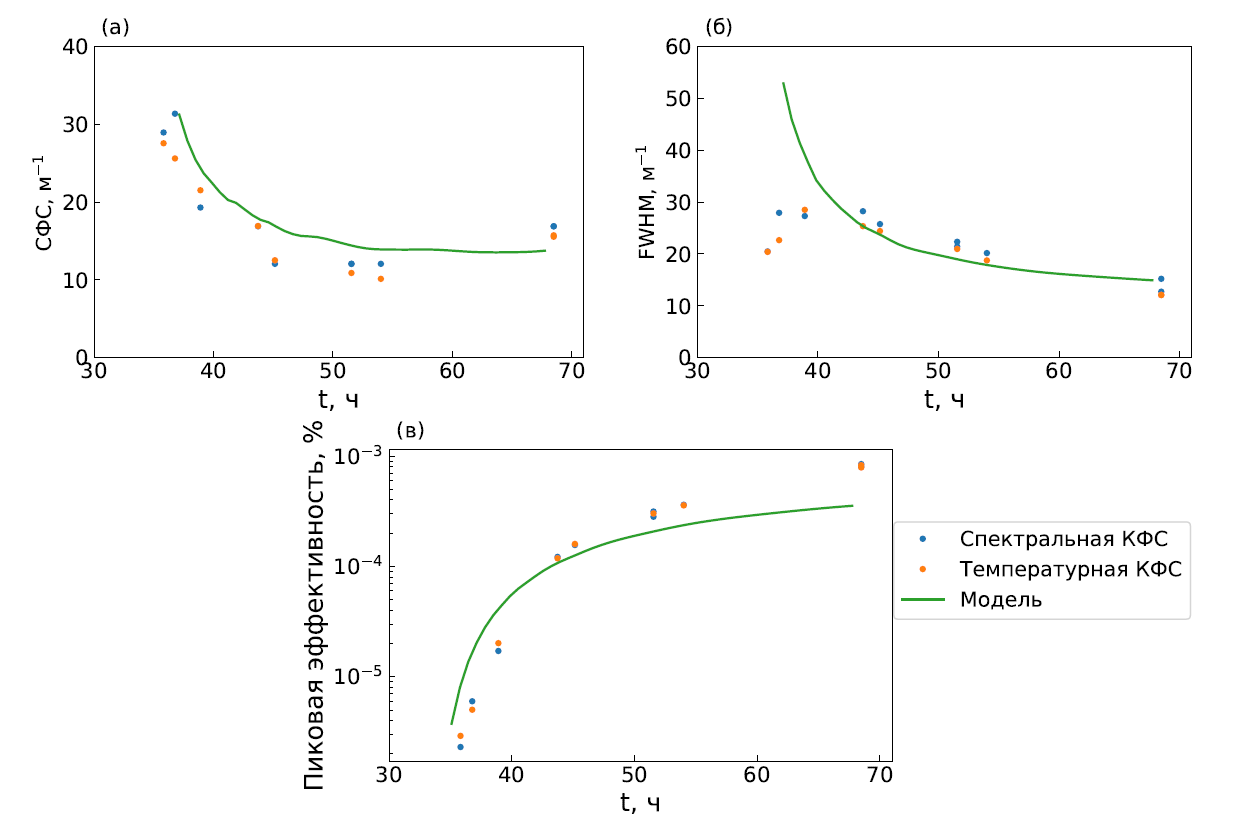 (а)
СФС, м⁻¹
40
30
20
10
0
30 40 50 60 70
t, ч
(б)
FWHM, м⁻¹
60
50
40
30
20
10
0
30 40 50 60 70
t, ч
(в)
Пиковая эффективность, %
10⁻³
10⁻⁴
10⁻⁵
30 40 50 60 70
t, ч
Спектральная КФС
Температурная КФС
Модель